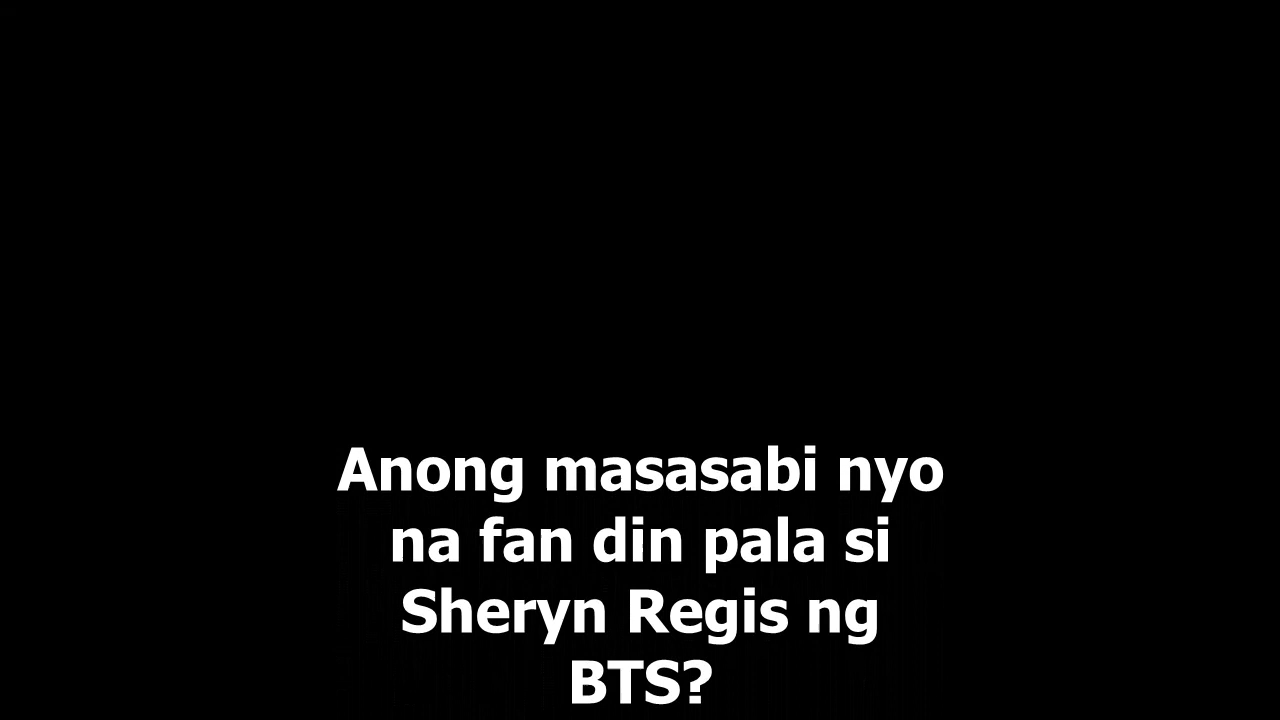 Anong masasabi nyo
na fan din pala si
Sheryn Regis ng
BTS?